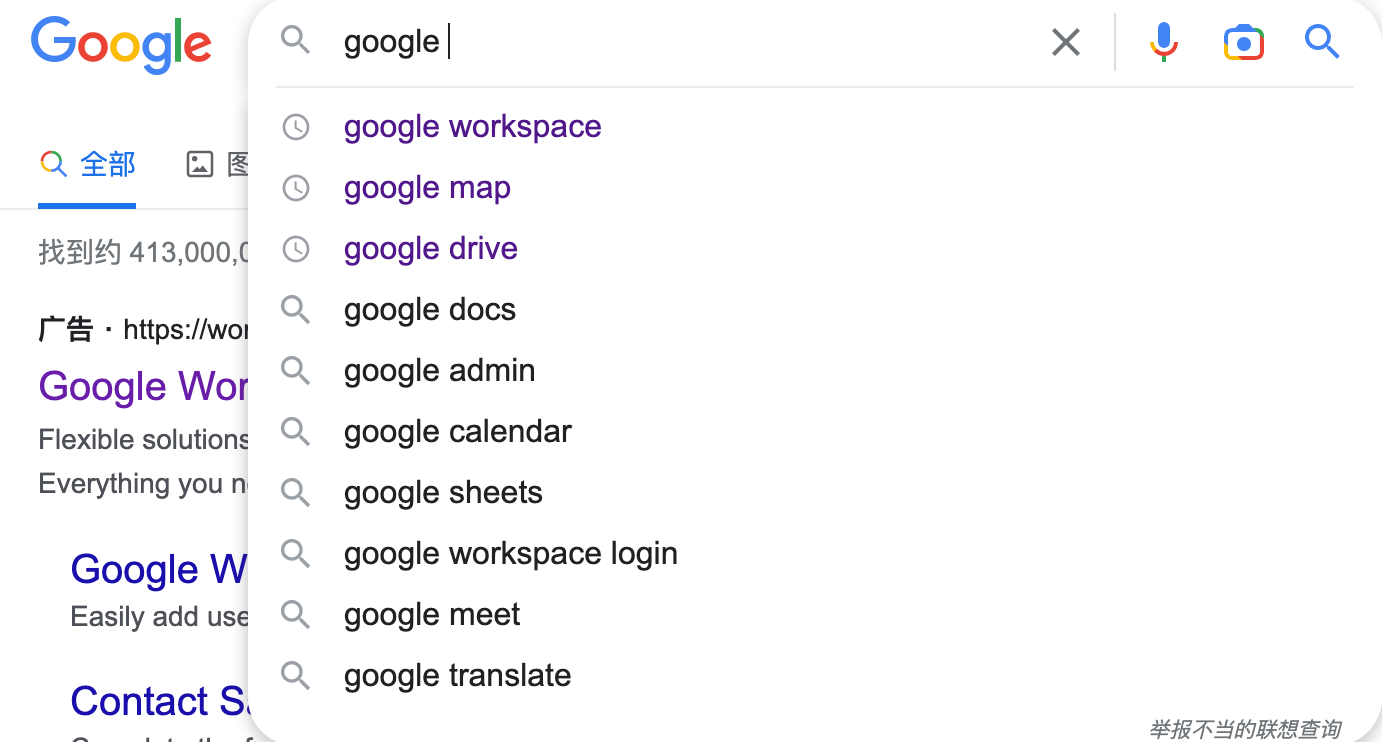 Google
google
全部
google workspace
google map
google drive
google docs
google admin
google calendar
google sheets
google workspace login
google meet
google translate
举报不当的联想查询
找到约 413,000,0
广告 · https://wor
Google Wor
Flexible solutions
Everything you n
Google W
Easily add use
Contact S